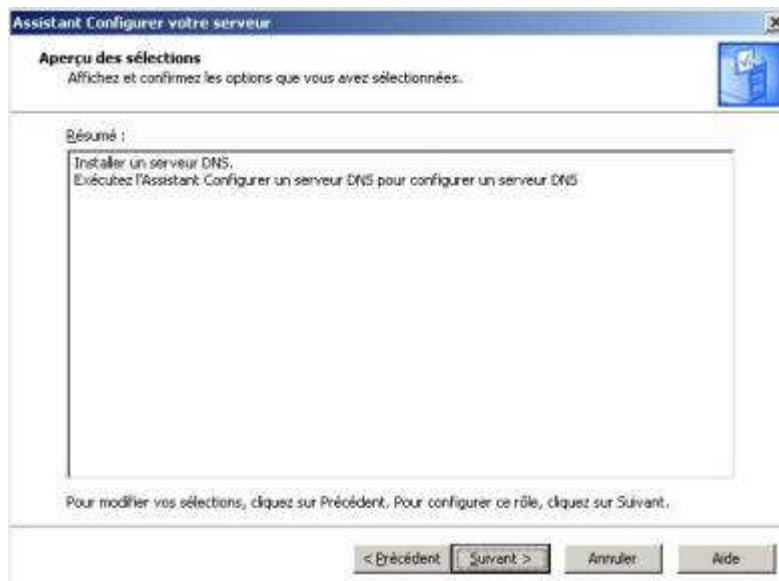 Assistant Configurer votre serveur
Aperçu des sélections
Affichez et confirmez les options que vous avez sélectionnées.
Résumé :
Installer un serveur DNS.
Exécutez l'Assistant Configurer un serveur DNS pour configurer un serveur DNS
Pour modifier vos sélections, cliquez sur Précédent. Pour configurer ce rôle, cliquez sur Suivant.
< Précédent Suivant > Annuler Aide